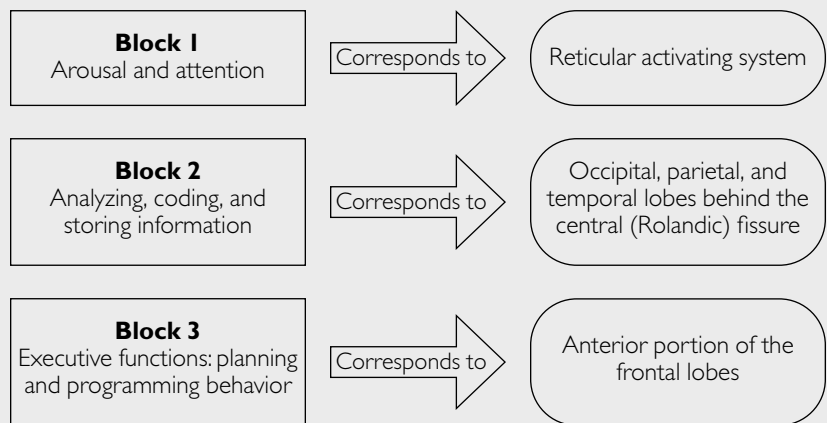 Block 1
Arousal and attention
Corresponds to
Reticular activating system
Block 2
Analyzing, coding, and
storing information
Corresponds to
Occipital, parietal, and
temporal lobes behind the
central (Rolandic) fissure
Block 3
Executive functions: planning
and programming behavior
Corresponds to
Anterior portion of the
frontal lobes